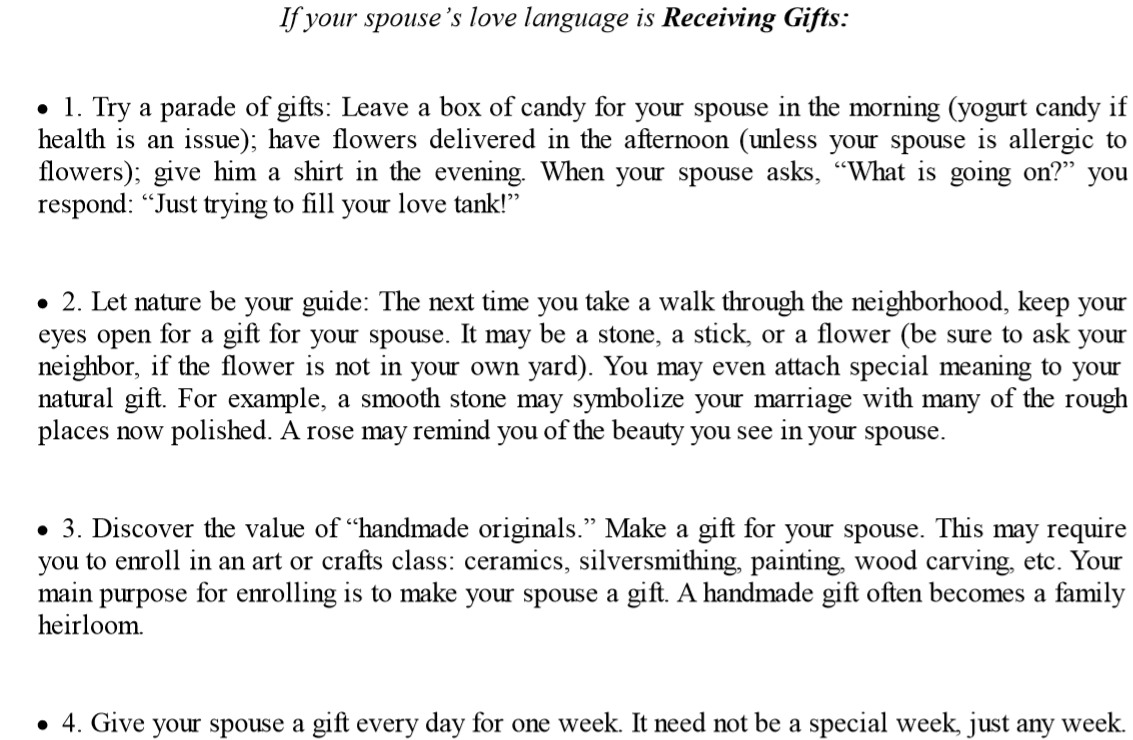 If your spouse’s love language is Receiving Gifts:
• 1. Try a parade of gifts: Leave a box of candy for your spouse in the morning (yogurt candy if
health is an issue); have flowers delivered in the afternoon (unless your spouse is allergic to
flowers); give him a shirt in the evening. When your spouse asks, “What is going on?” you
respond: “Just trying to fill your love tank!”
• 2. Let nature be your guide: The next time you take a walk through the neighborhood, keep your
eyes open for a gift for your spouse. It may be a stone, a stick, or a flower (be sure to ask your
neighbor, if the flower is not in your own yard). You may even attach special meaning to your
natural gift. For example, a smooth stone may symbolize your marriage with many of the rough
places now polished. A rose may remind you of the beauty you see in your spouse.
• 3. Discover the value of “handmade originals.” Make a gift for your spouse. This may require
you to enroll in an art or crafts class: ceramics, silversmithing, painting, wood carving, etc. Your
main purpose for enrolling is to make your spouse a gift. A handmade gift often becomes a family
heirloom.
• 4. Give your spouse a gift every day for one week. It need not be a special week, just any week.